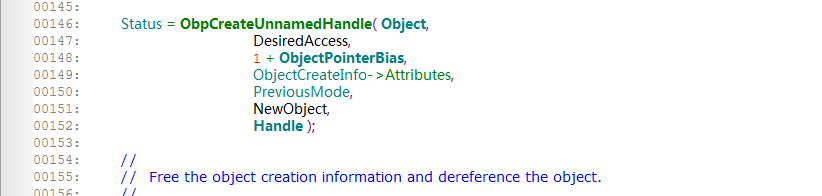 00145:
00146: Status = ObpCreateUnnamedHandle( Object,
00147: DesiredAccess,
00148: 1 + ObjectPointerBias,
00149: ObjectCreateInfo->Attributes,
00150: PreviousMode,
00151: NewObject,
00152: Handle );
00153:
00154: //
00155: // Free the object creation information and dereference the object.
00156: //